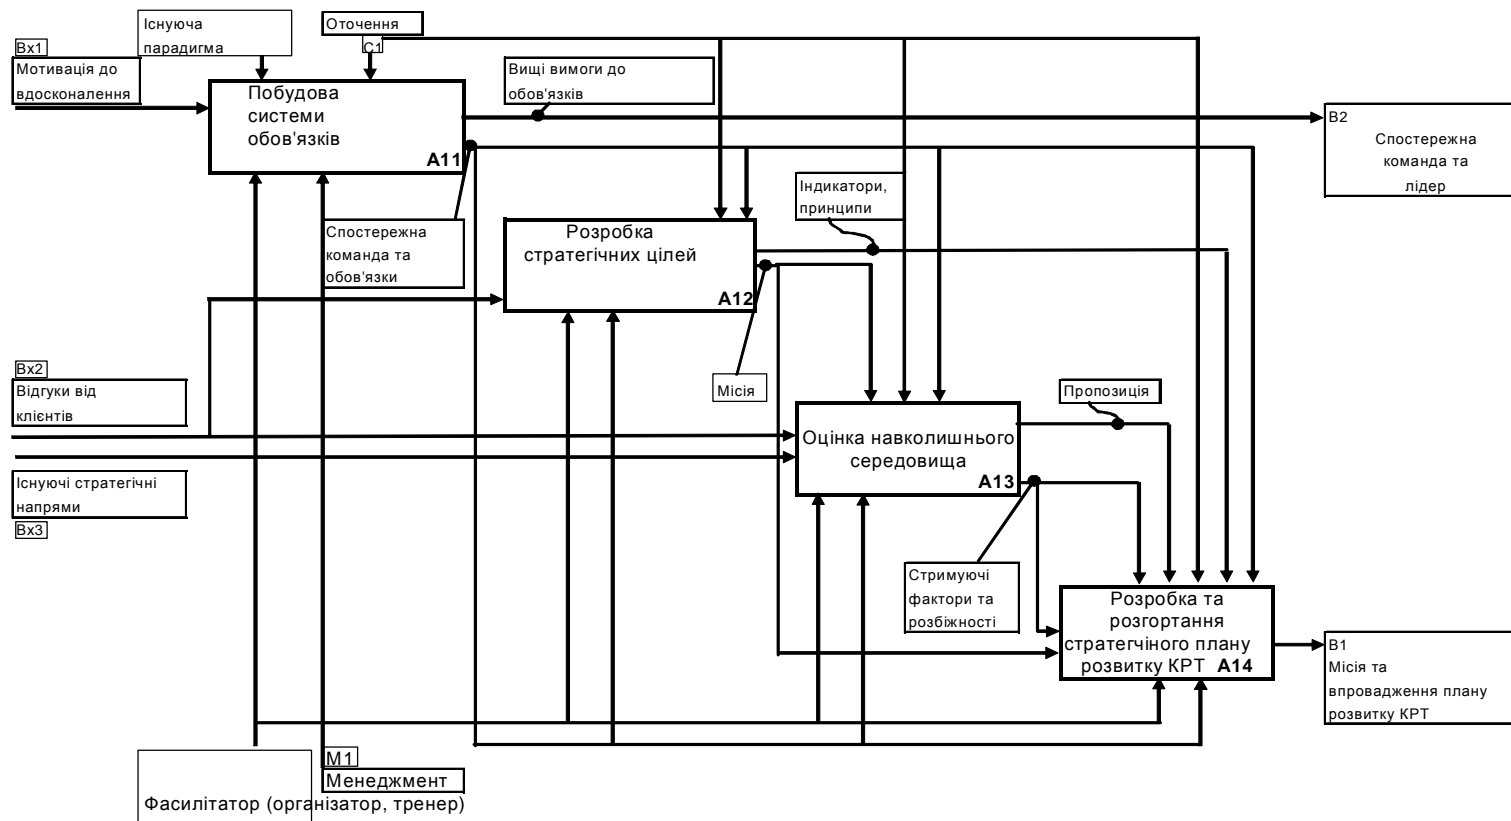 Існуюча
парадигма
Оточення
С1
Вх1
Мотивація до
вдосконалення
Побудова
системи
обов'язків
А11
Вищі вимоги до
обов'язків
В2
Спостережна
команда та
лідер
Спостережна
команда та
обов'язки
Розробка
стратегічних цілей
А12
Індикатори,
принципи
Місія
Вх2
Відгуки від
клієнтів
Існуючі стратегічні
напрями
Вх3
Оцінка навколишнього
середовища
А13
Пропозиція
Стримуючі
фактори та
розбіжності
Розробка та
розгортання
стратегчіного плану
розвитку КРТ А14
В1
Місія та
впровадження плану
розвитку КРТ
М1
Менеджмент
Фасилітатор (організатор, тренер)